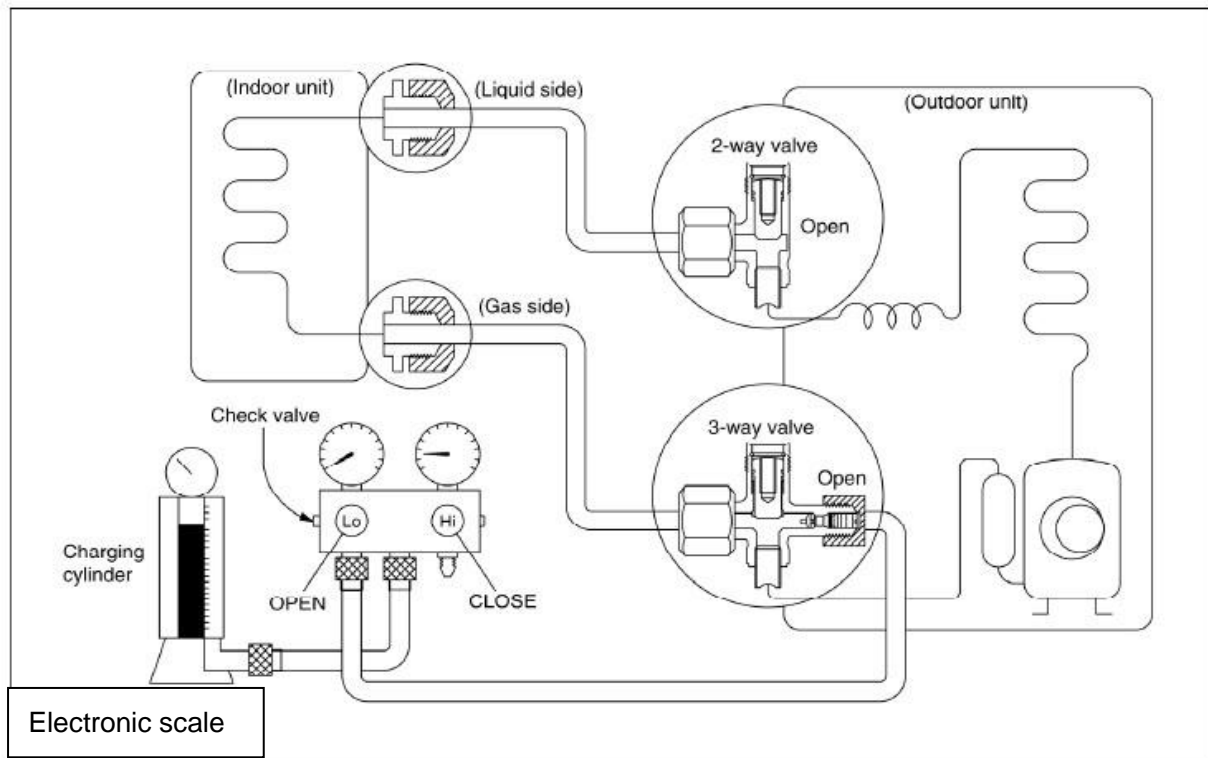 (Indoor unit)
(Liquid side)
(Outdoor unit)
2-way valve
Open
(Gas side)
Check valve
3-way valve
Open
Lo
Hi
Charging
cylinder
OPEN
CLOSE
Electronic scale